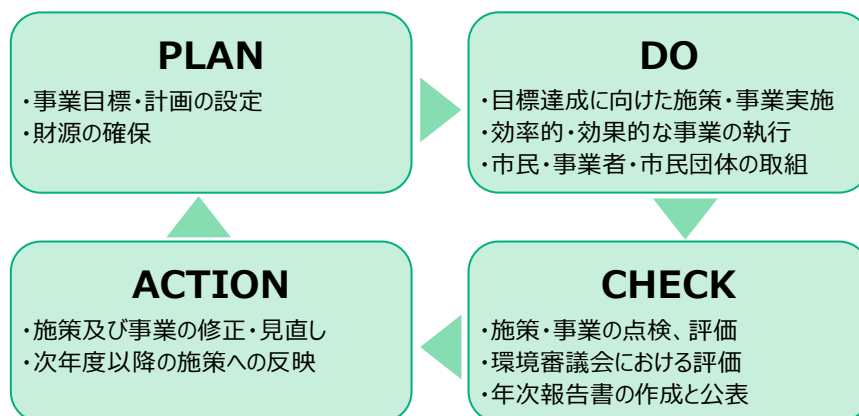 PLAN
・事業目標・計画の設定
・財源の確保
DO
・目標達成に向けた施策・事業実施
・効率的・効果的な事業の執行
・市民・事業者・市民団体の取組
ACTION
・施策及び事業の修正・見直し
・次年度以降の施策への反映
CHECK
・施策・事業の点検、評価
・環境審議会における評価
・年次報告書の作成と公表